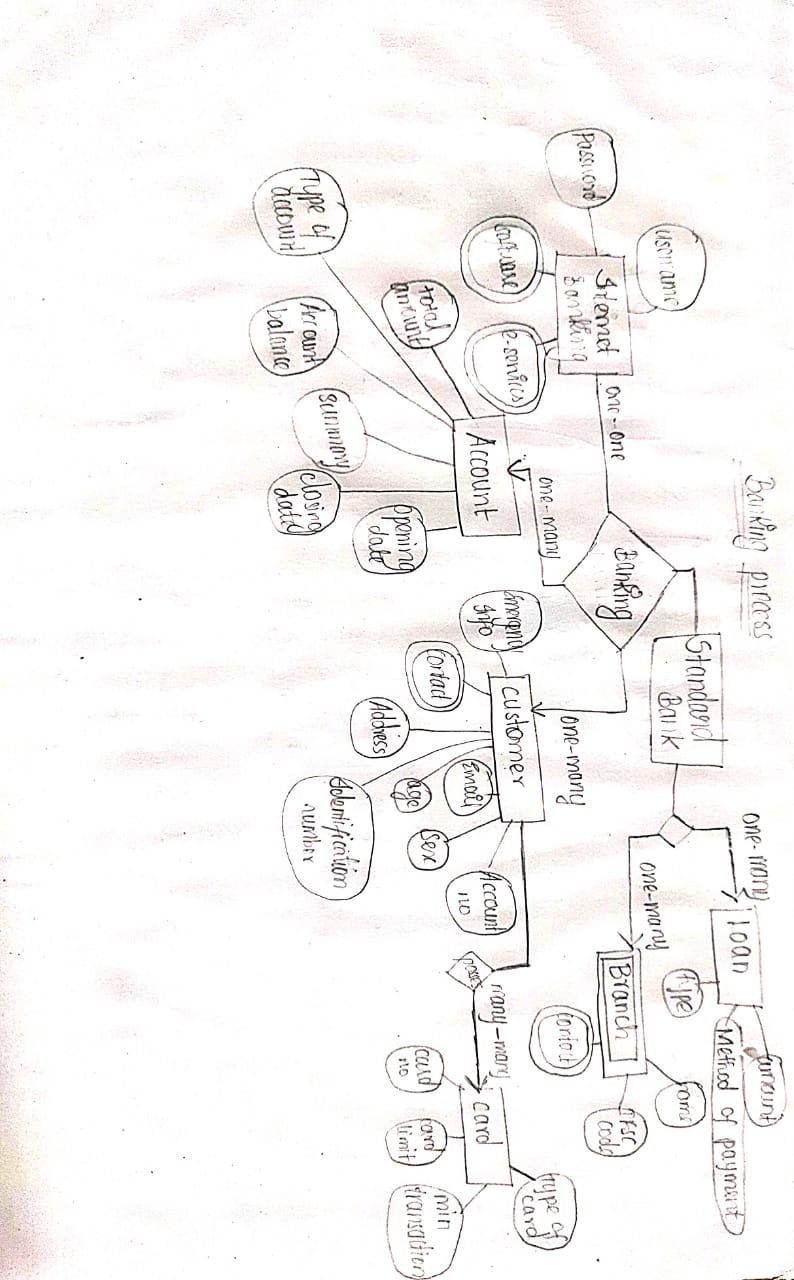 Banking process
Standard
Bank
one-many
loan
Amount
Method of payment
type
one-many
Branch
name
IFSC
code
contact
Banking
one-one
Internet
Banking
username
Password
software
e-services
one-many
Account
total
amount
Type of
account
Account
balance
summary
closing
date
opening
date
one-many
customer
Emergency
info
contact
Address
Identification
number
age
Email
sex
Account
no
many-many
card
card
no
card
limit
min
transaction
type of
card